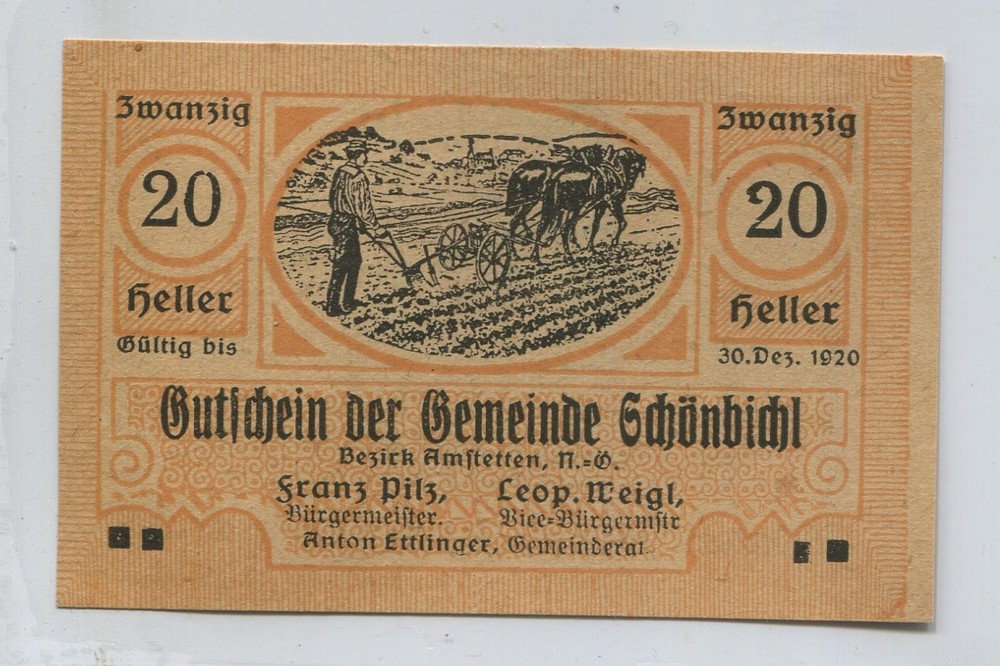 Zwanzig
20
Heller
Gültig bis
Zwanzig
20
Heller
30. Dez. 1920
Gutschein der Gemeinde Schönbichl
Bezirk Amstetten, N.=Ö.
Franz Pilz, Leop. Weigl,
Bürgermeister. Vice=Bürgermstr
Anton Ettlinger, Gemeinderat